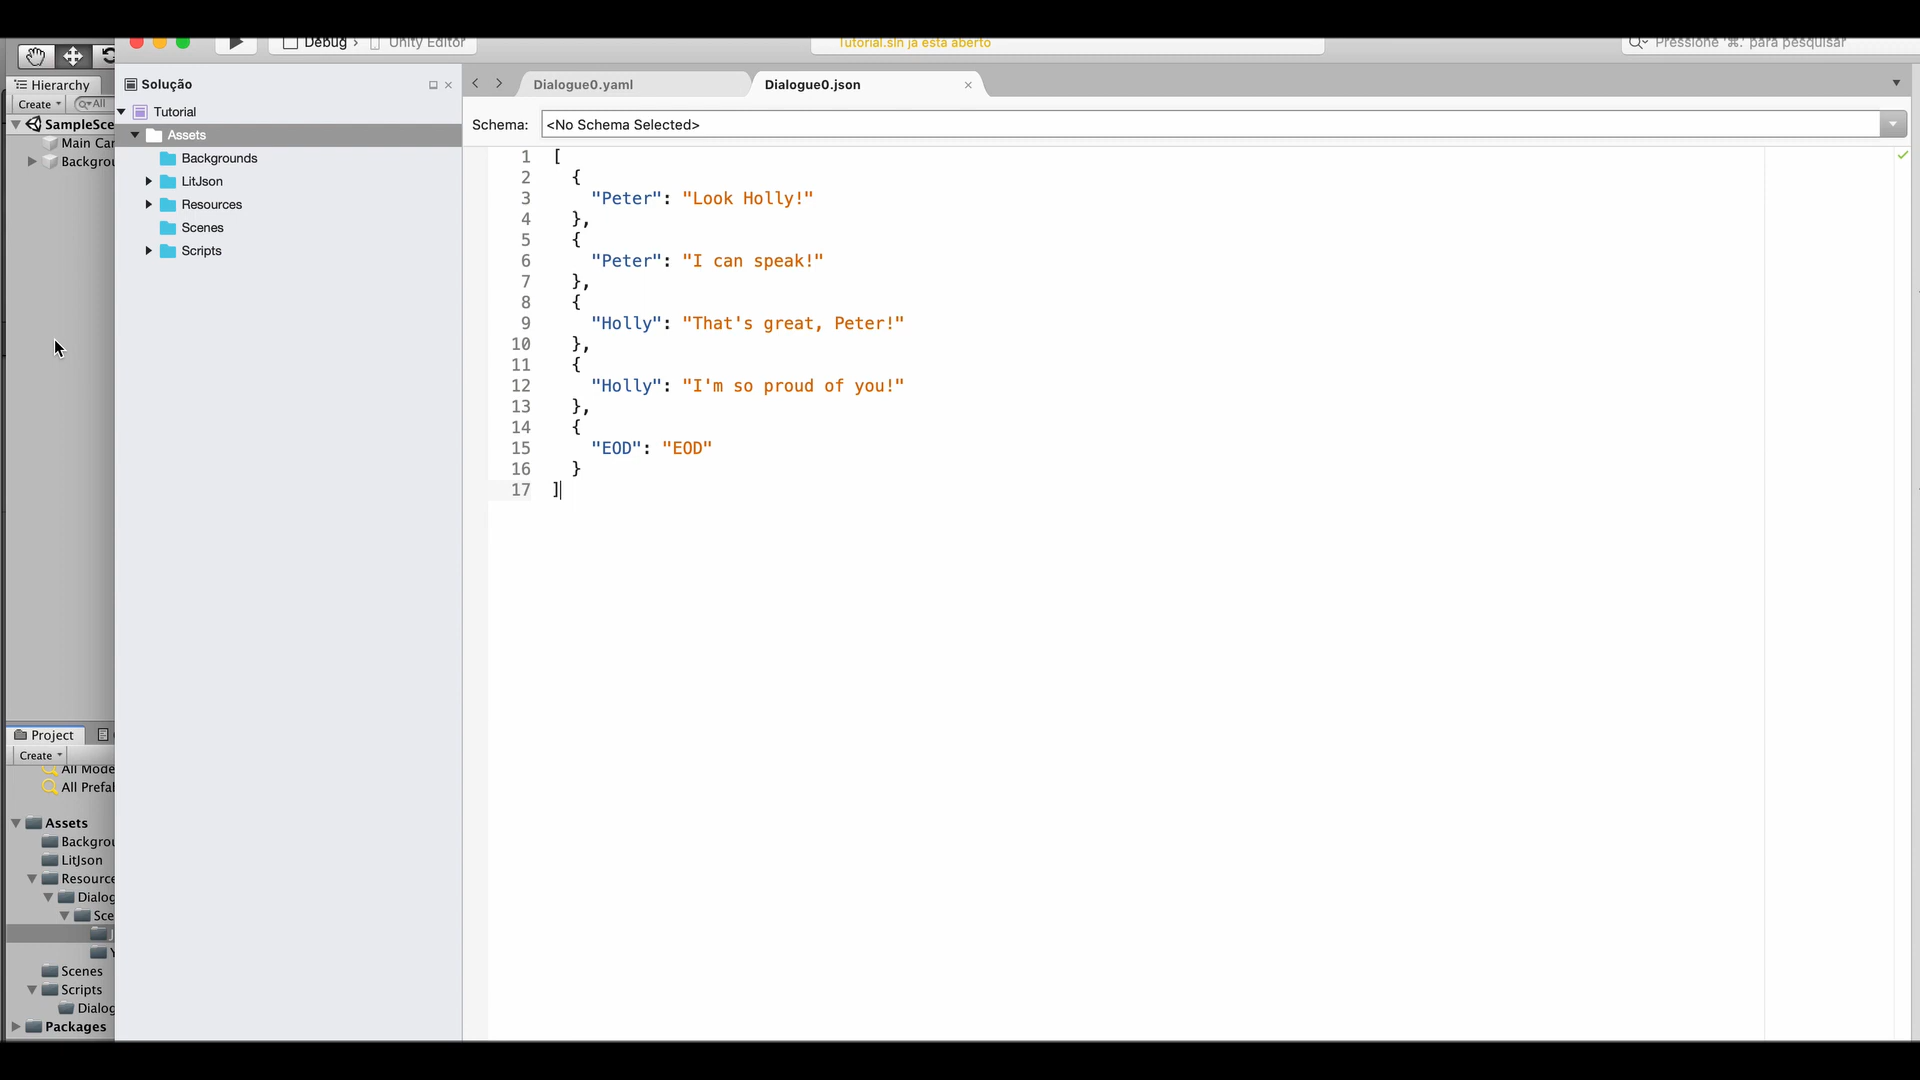 Debug › Unity Editor
Tutorial.sln já está aberto
Pressione '⌘.' para pesquisar
Hierarchy
Create
All
SampleSce
Main Car
Backgrou
Solução
Tutorial
Assets
Backgrounds
LitJson
Resources
Scenes
Scripts
Dialogue0.yaml
Dialogue0.json
Schema: <No Schema Selected>
1 [
2 {
3 "Peter": "Look Holly!"
4 },
5 {
6 "Peter": "I can speak!"
7 },
8 {
9 "Holly": "That's great, Peter!"
10 },
11 {
12 "Holly": "I'm so proud of you!"
13 },
14 {
15 "EOD": "EOD"
16 }
17 ]
Project
Create
All Mode
All Prefal
Assets
Backgrou
LitJson
Resource
Dialog
Sce
Scenes
Scripts
Dialog
Packages